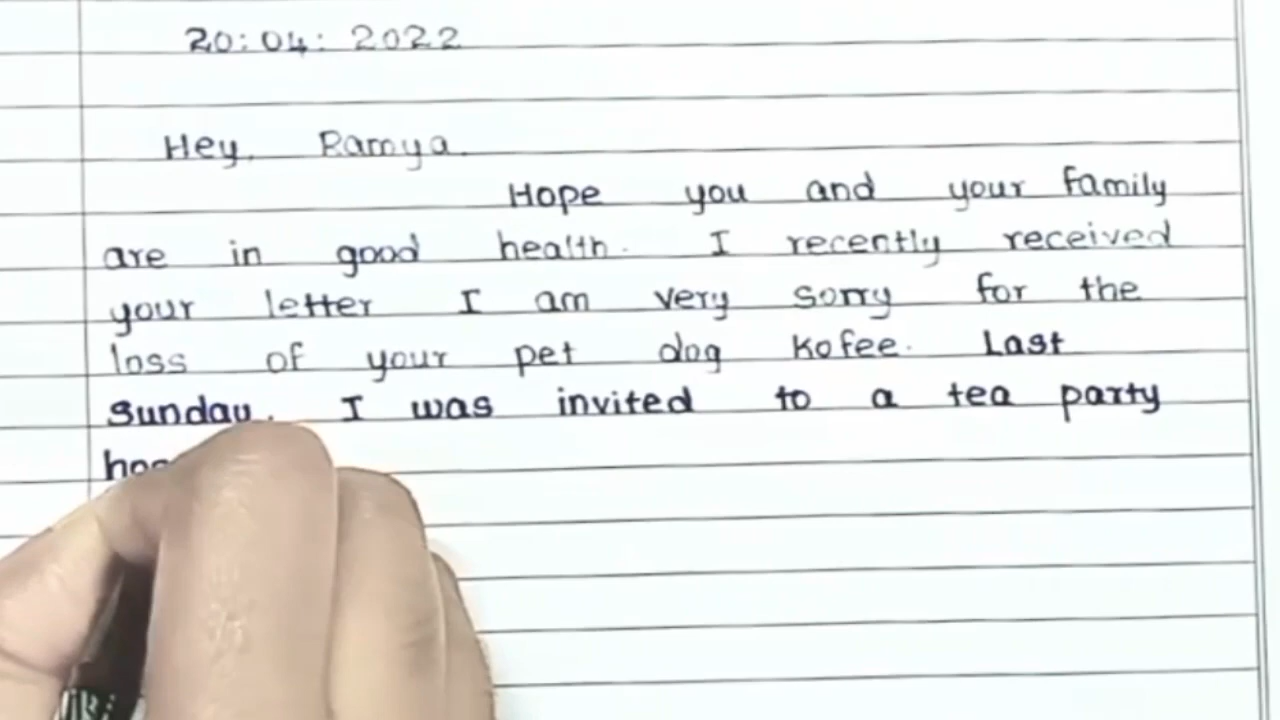 20:04: 2022
Hey, Ramya.
Hope you and your family
are in good health. I recently received
your letter I am very sorry for the
loss of your pet dog Kofee. Last
Sunday, I was invited to a tea party